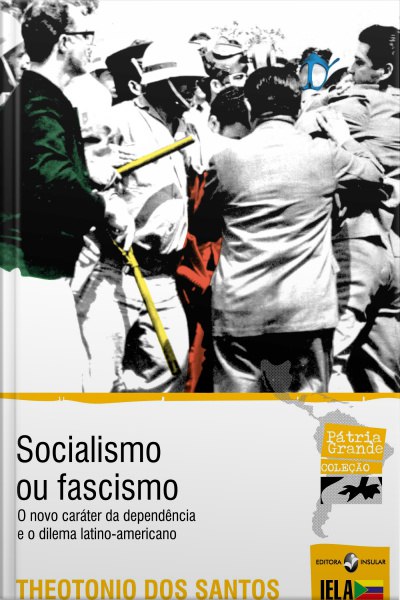 Socialismo
ou fascismo
O novo caráter da dependência
e o dilema latino-americano
Pátria
Grande
COLEÇÃO
EDITORA INSULAR
THEOTONIO DOS SANTOS
IELA